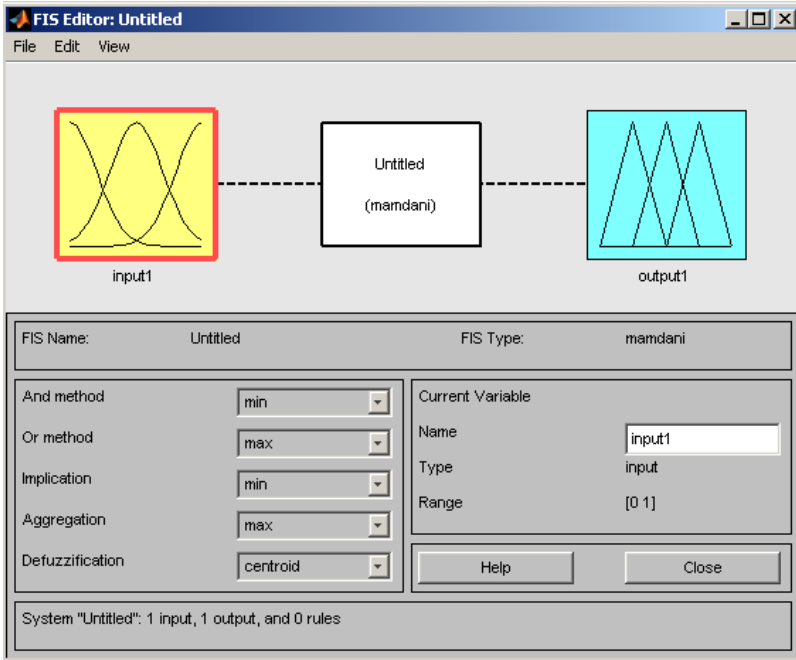 FIS Editor: Untitled
File Edit View
Untitled
(mamdani)
input1
output1
FIS Name: Untitled FIS Type: mamdani
And method min
Or method max
Implication min
Aggregation max
Defuzzification centroid
Current Variable
Name input1
Type input
Range [0 1]
Help Close
System "Untitled": 1 input, 1 output, and 0 rules